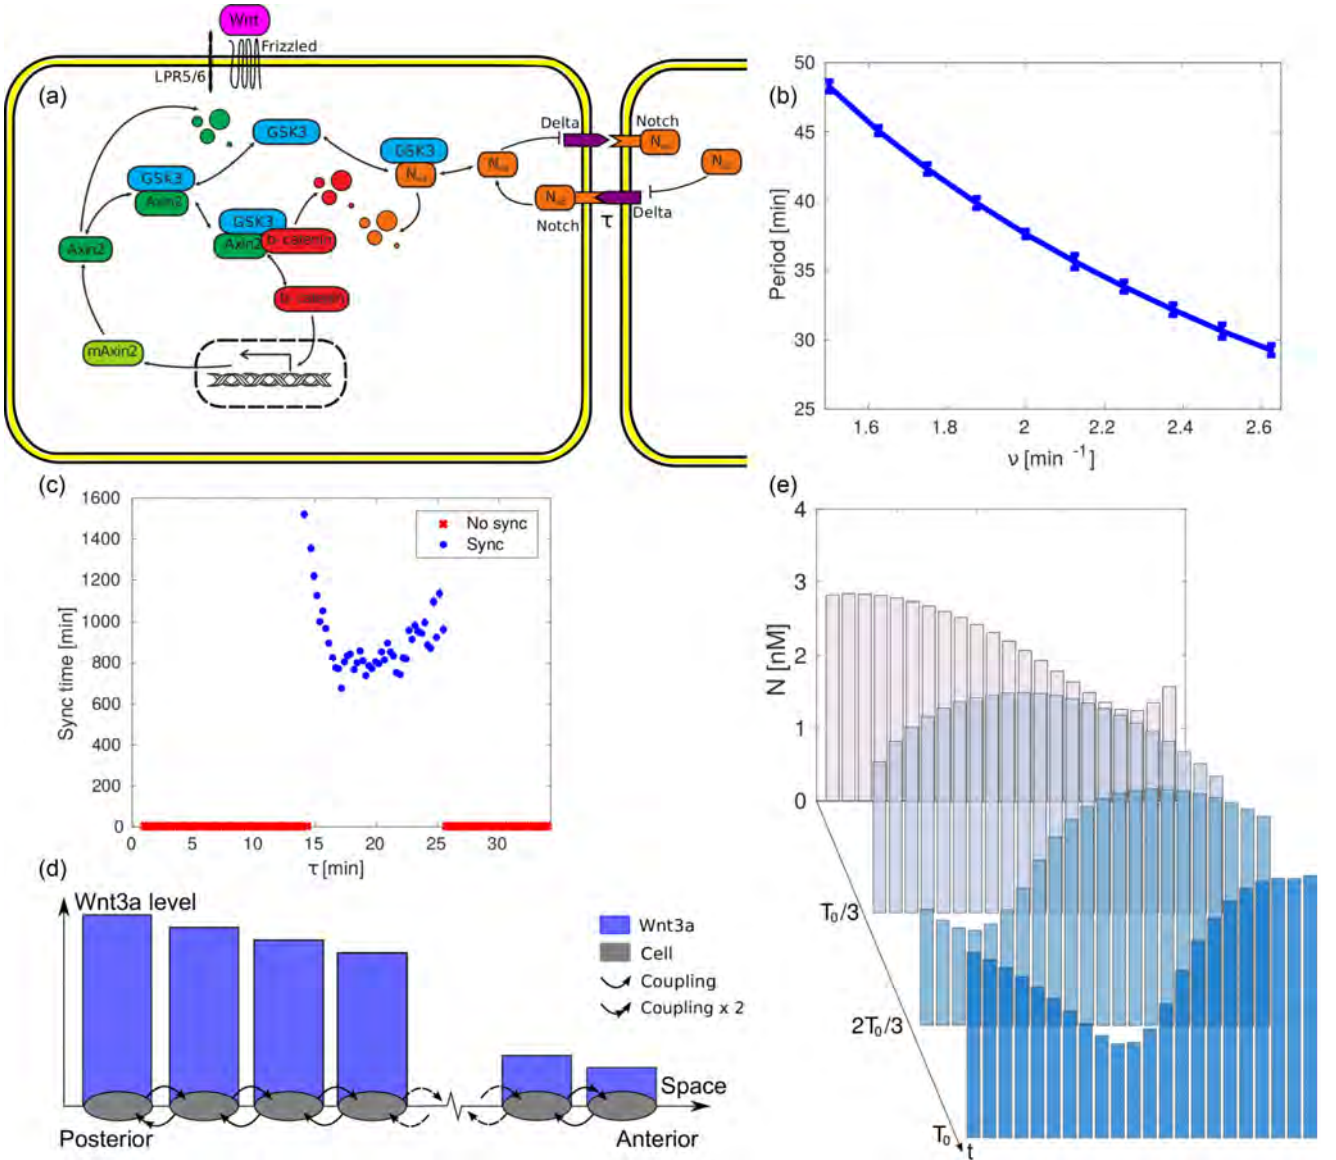 Wnt
Frizzled
LPR5/6
(a)
GSK3
Delta
Notch
GSK3
GSK3
Axin2
GSK3
Axin2
Notch
τ
Delta
Axin2
mAxin2
(b)
50
45
40
35
30
25
Period [min]
1.6
1.8
2
2.2
2.4
2.6
ν [min -1]
(c)
1600
1400
1200
1000
800
600
400
200
0
Sync time [min]
No sync
Sync
0
5
10
15
20
25
30
τ [min]
(d)
Wnt3a level
Wnt3a
Cell
Coupling
Coupling x 2
Space
Posterior
Anterior
(e)
4
3
2
1
0
N [nM]
T0/3
2T0/3
T0
t